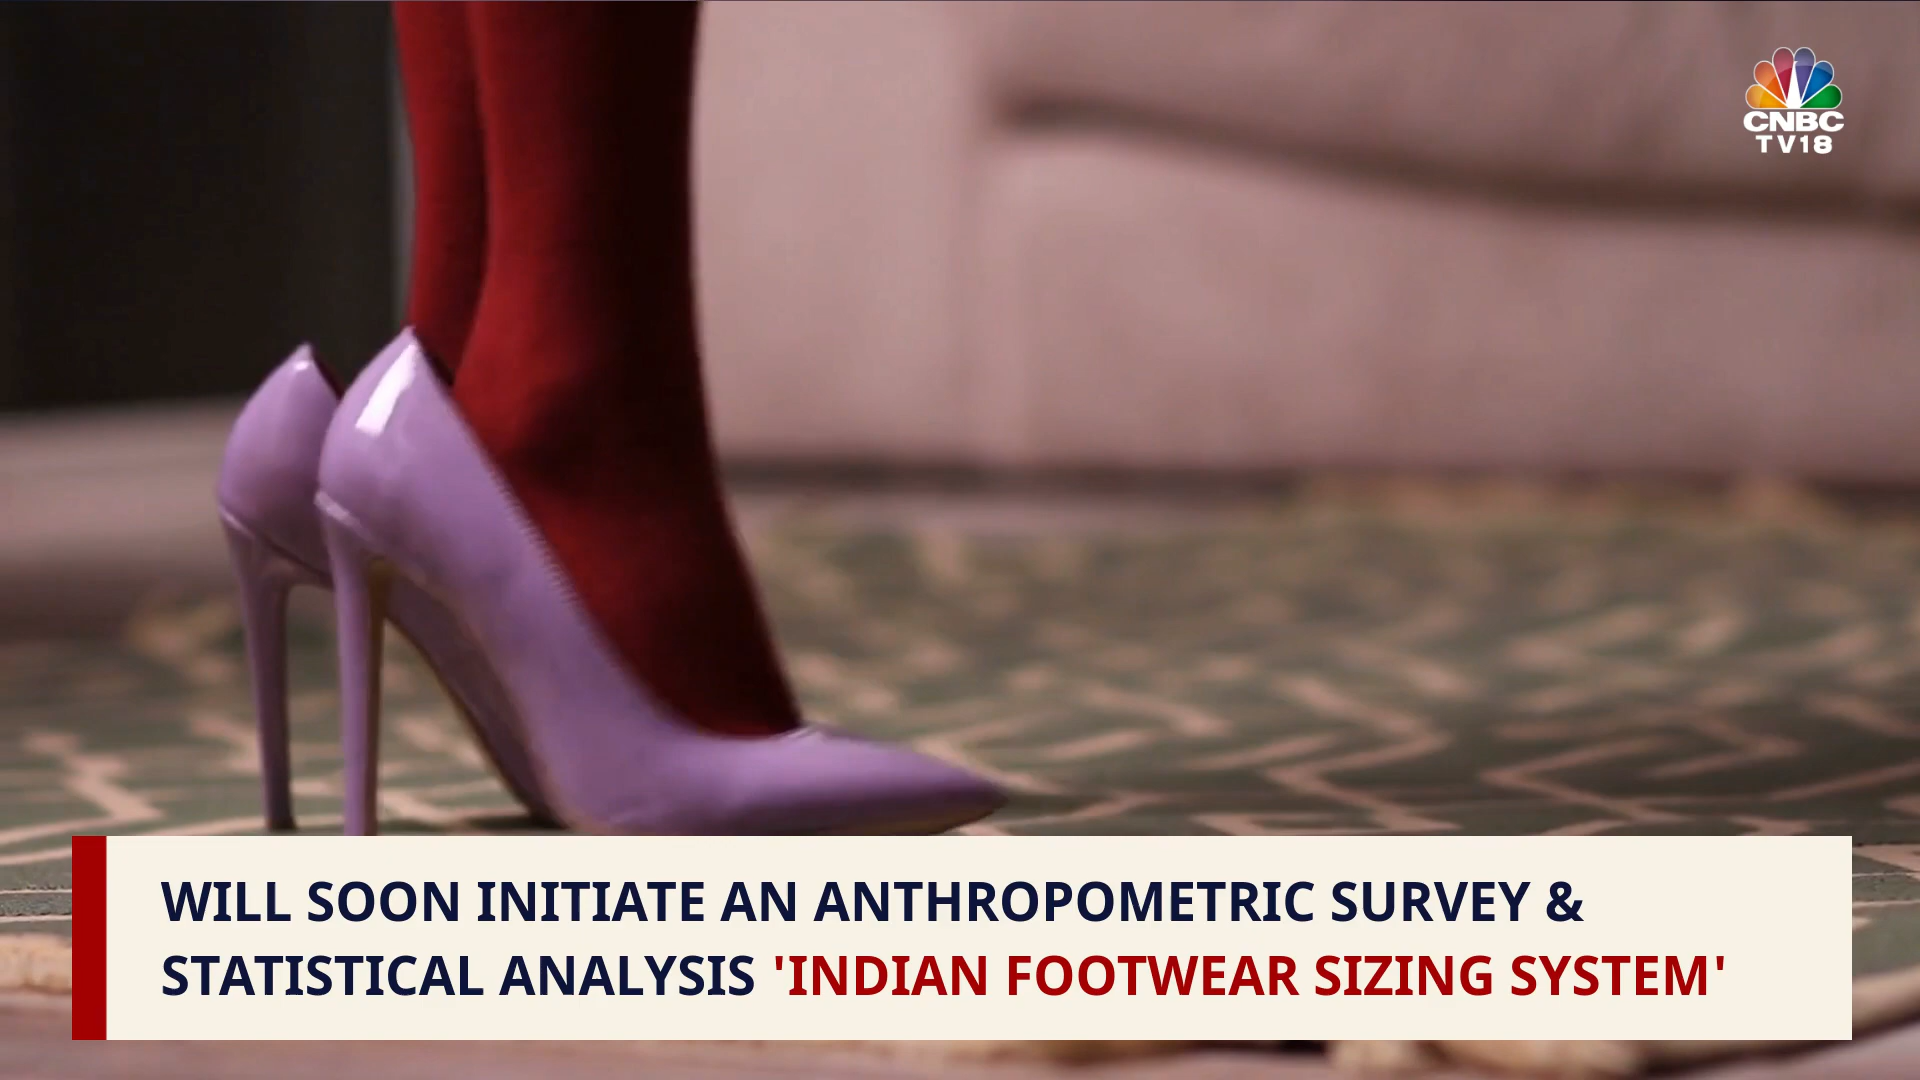 CNBC
TV18
WILL SOON INITIATE AN ANTHROPOMETRIC SURVEY &
STATISTICAL ANALYSIS 'INDIAN FOOTWEAR SIZING SYSTEM'